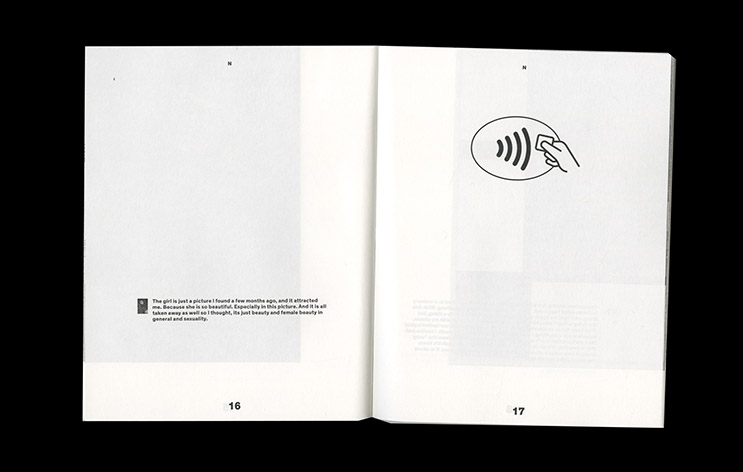 N
The girl is just a picture I found a few months ago, and it attracted
me. Because she is so beautiful. Especially in this picture. And it is all
taken away as well so I thought, its just beauty and female beauty in
general and sexuality.
16
N
17